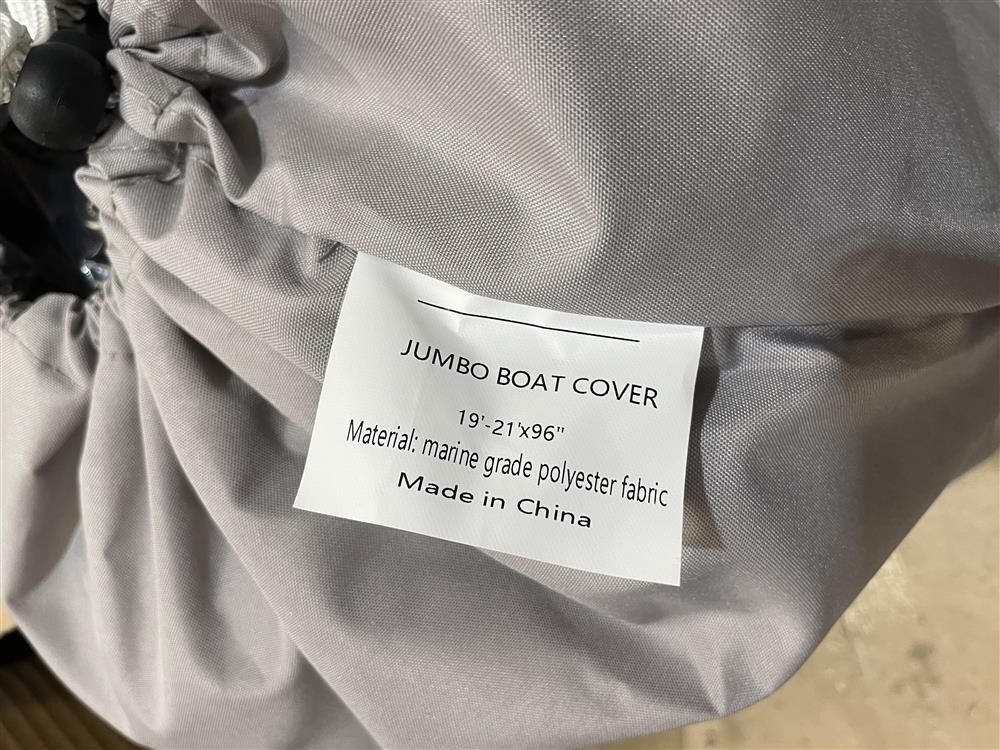 JUMBO BOAT COVER
19'-21'x96"
Material: marine grade polyester fabric
Made in China